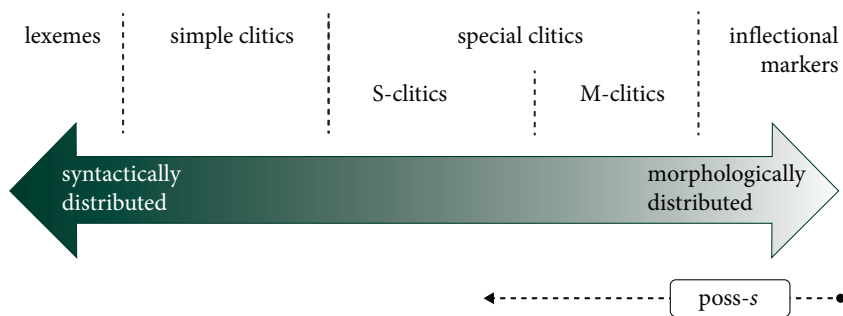 lexemes
simple clitics
special clitics
inflectional
markers
S-clitics
M-clitics
syntactically
distributed
morphologically
distributed
poss-s